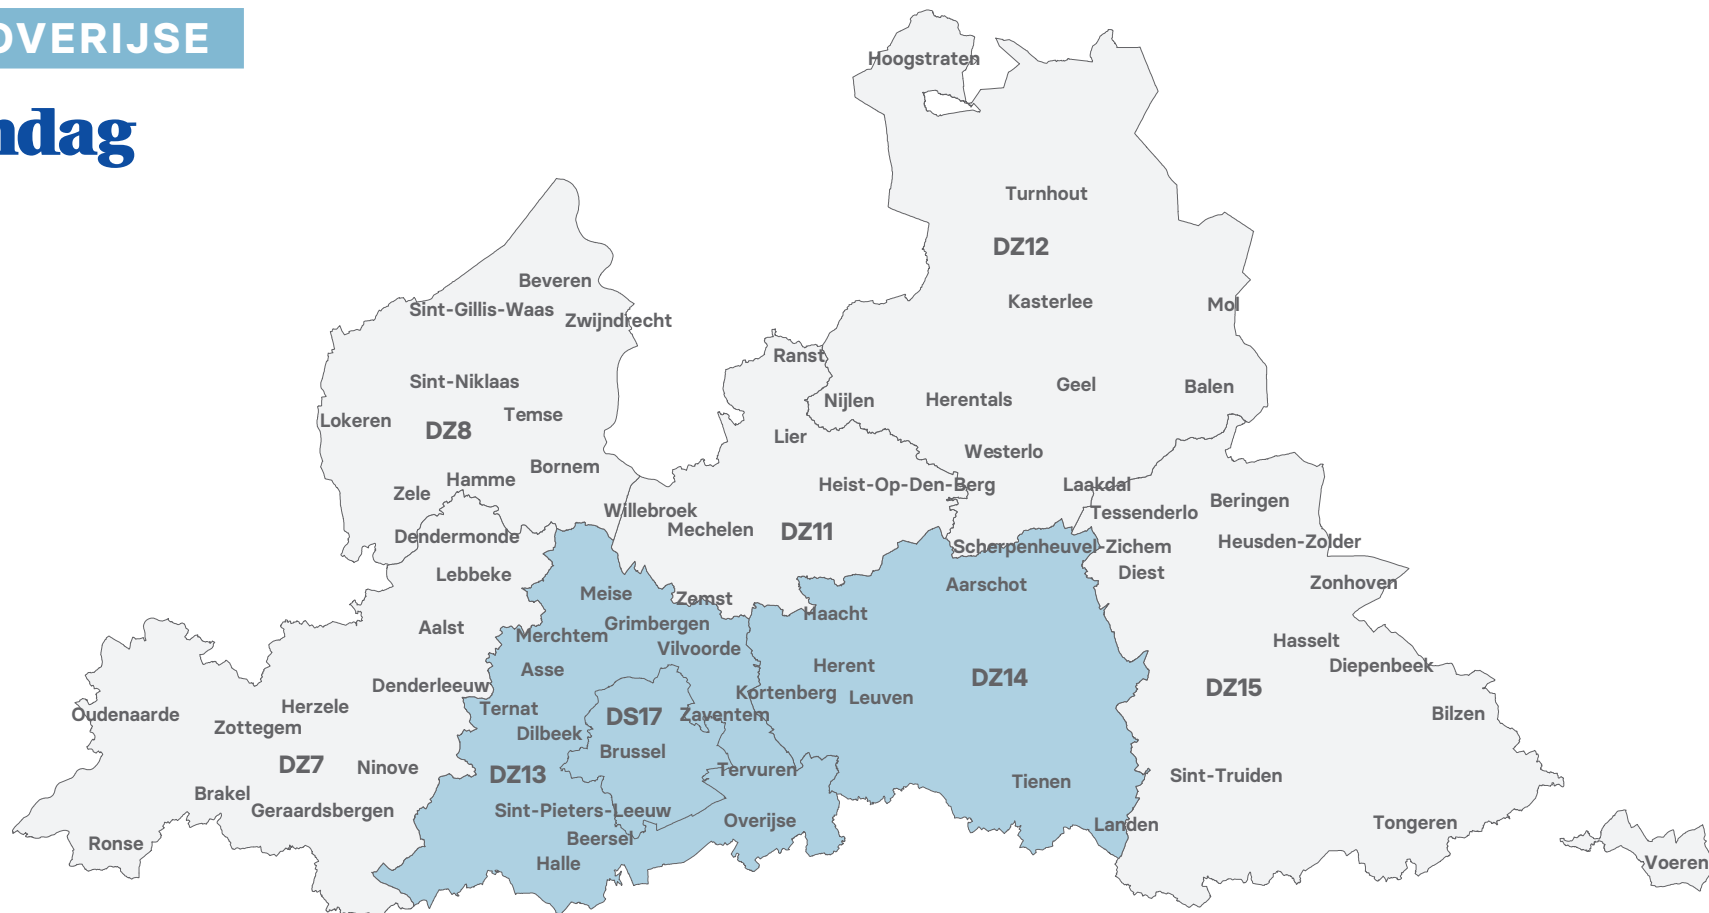 OVERIJSE
ndag
Hoogstraten
Turnhout
DZ12
Beveren
Sint-Gillis-Waas
Kasterlee
Mol
Zwijndrecht
Ranst
Sint-Niklaas
Geel
Balen
Nijlen
Herentals
Temse
Lokeren
DZ8
Lier
Westerlo
Bornem
Hamme
Heist-Op-Den-Berg
Laakdal
Zele
Beringen
Willebroek
Tessenderlo
Mechelen
DZ11
Dendermonde
Heusden-Zolder
Scherpenheuvel-Zichem
Lebbeke
Diest
Aarschot
Zonhoven
Meise
Zemst
Haacht
Grimbergen
Aalst
Merchtem
Hasselt
Vilvoorde
Asse
Herent
Diepenbeek
DZ14
Denderleeuw
DZ15
Kortenberg
Leuven
Herzele
Ternat
Oudenaarde
DS17
Zaventem
Bilzen
Zottegem
Dilbeek
Brussel
DZ7
Ninove
DZ13
Tervuren
Sint-Truiden
Tienen
Brakel
Geraardsbergen
Sint-Pieters-Leeuw
Overijse
Landen
Tongeren
Ronse
Beersel
Halle
Voeren